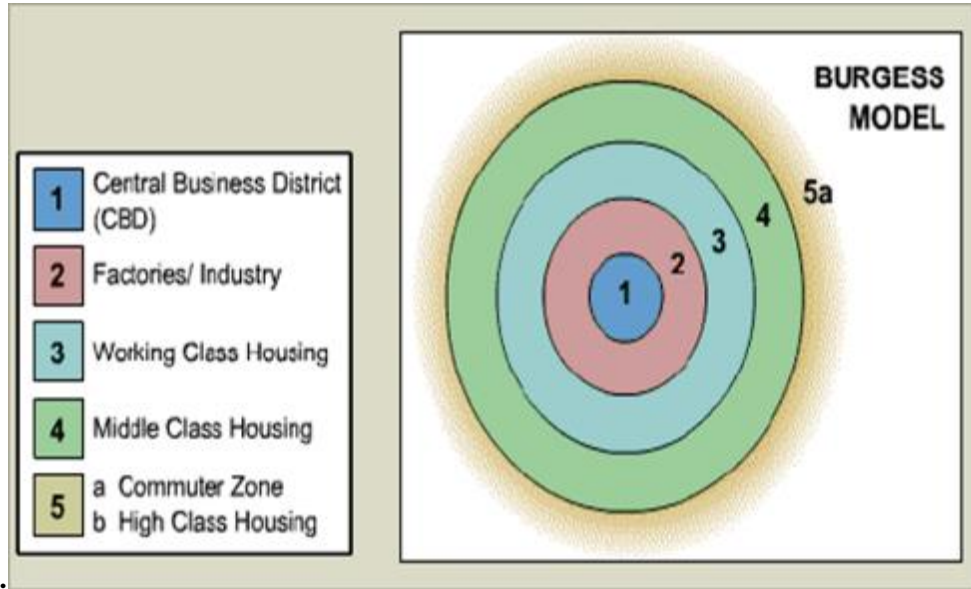 BURGESS
MODEL
1 Central Business District
(CBD)
2 Factories/ Industry
3 Working Class Housing
4 Middle Class Housing
5 a Commuter Zone
b High Class Housing
1
2
3
4
5a
.